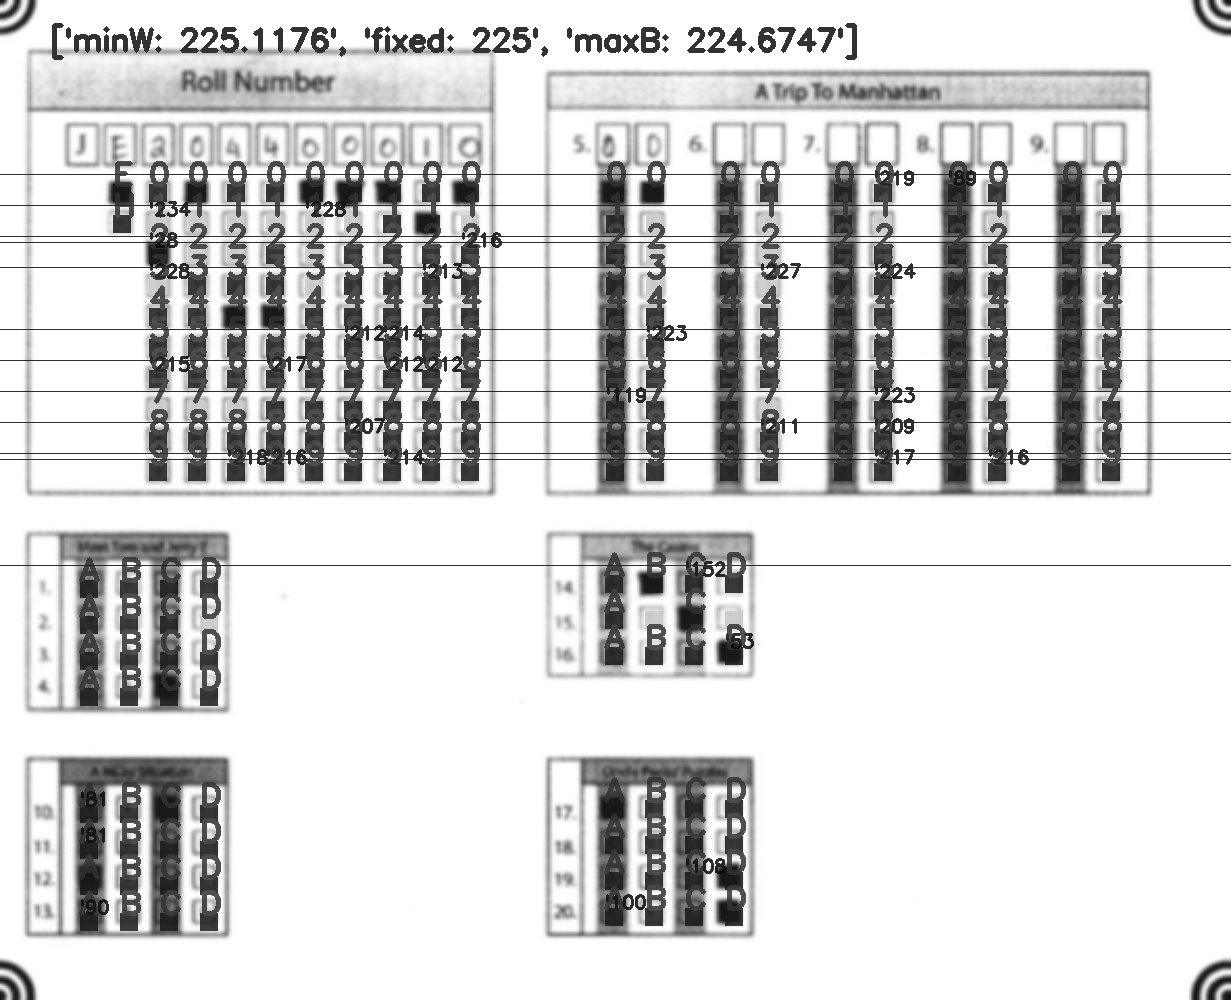 ['minW: 225.1176', 'fixed: 225', 'maxB: 224.6747']
Roll Number
A Trip To Manhattan
J E 2 0 4 4 0 0 0 1 0
5. 0 D 6. 7. 8. 9.
E 0 0 0 0 0 0 0 0 0 0 0 0 0 '219 '89 0 0 0
'234 1 1 1 '228 1 1 1 1 1 1 1 1 1 1 1 1 1
'28 2 2 2 2 2 2 2 '216 2 2 2 2 2 2 2 2 2 2
'228 3 3 3 3 3 3 '213 3 3 3 3 '227 3 '224 3 3 3 3
4 4 4 4 4 4 4 4 4 4 4 4 4 4 4 4 4 4 4
5 5 5 5 5 '212 '214 5 5 5 '223 5 5 5 5 5 5 5 5
'215 6 6 '217 6 6 '212 '212 6 6 6 6 6 6 6 6 6 6 6
7 7 7 7 7 7 7 7 7 '119 7 7 7 7 '223 7 7 7 7
8 8 8 8 8 '207 8 8 8 8 8 8 '211 8 '209 8 8 8 8
9 9 '218 '216 9 9 '214 9 9 9 9 9 9 9 '217 9 '216 9 9
Meet Tom and Jerry
1. A B C D
2. A B C D
3. A B C D
4. A B C D
The Casino
14. A B '152 D
15. A C
16. A B C '53
A Messy Situation
10. '81 B C D
11. '81 B C D
12. A B C D
13. '90 B C D
17. A B C D
18. A B C D
19. A B '108 D
20. '100 B C D